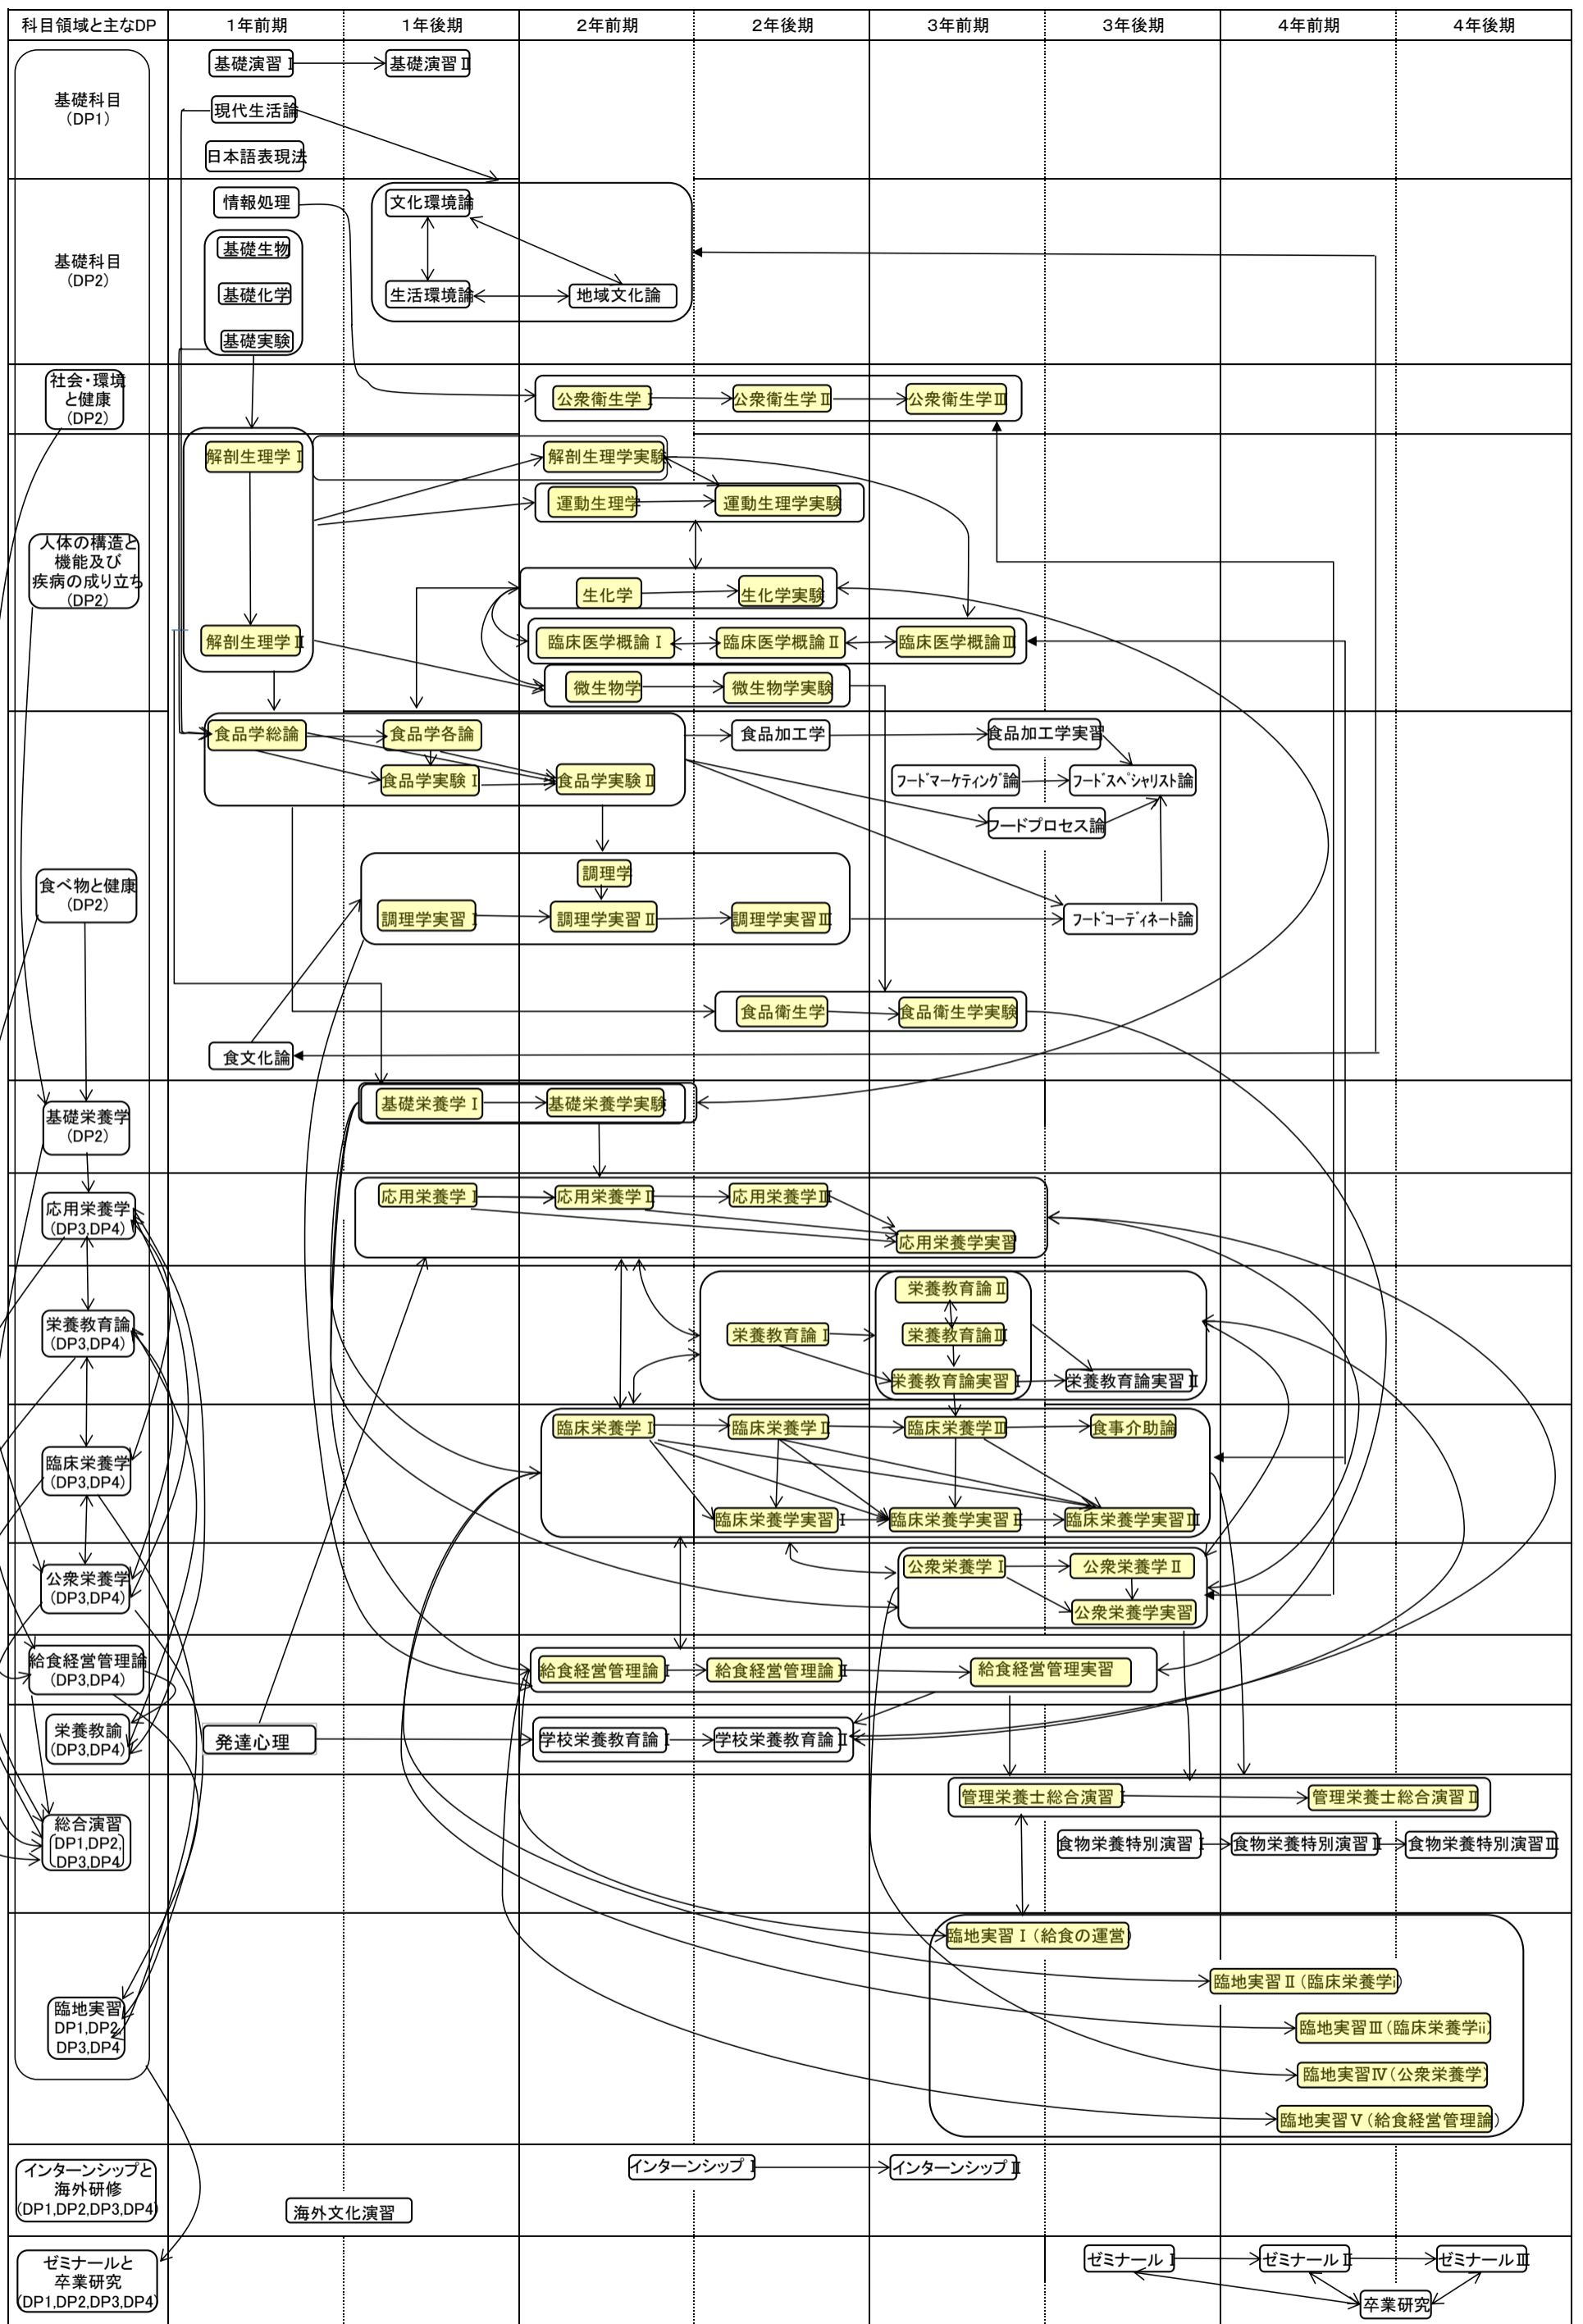 科目領域と主なDP
1年前期
1年後期
2年前期
2年後期
3年前期
3年後期
4年前期
4年後期
基礎科目
(DP1)
基礎演習Ⅰ
基礎演習Ⅱ
現代生活論
日本語表現法
基礎科目
(DP2)
情報処理
文化環境論
基礎生物
基礎化学
生活環境論
地域文化論
基礎実験
社会・環境
と健康
(DP2)
公衆衛生学Ⅰ
公衆衛生学Ⅱ
公衆衛生学Ⅲ
人体の構造と
機能及び
疾病の成り立ち
(DP2)
解剖生理学Ⅰ
解剖生理学実験
運動生理学
運動生理学実験
生化学
生化学実験
解剖生理学Ⅱ
臨床医学概論Ⅰ
臨床医学概論Ⅱ
臨床医学概論Ⅲ
微生物学
微生物学実験
食べ物と健康
(DP2)
食品学総論
食品学各論
食品加工学
食品加工学実習
食品学実験Ⅰ
食品学実験Ⅱ
フードマーケティング論
フードスペシャリスト論
フードプロセス論
調理学
調理学実習Ⅰ
調理学実習Ⅱ
調理学実習Ⅲ
フードコーディネート論
食品衛生学
食品衛生学実験
食文化論
基礎栄養学
(DP2)
基礎栄養学Ⅰ
基礎栄養学実験
応用栄養学
(DP3,DP4)
応用栄養学Ⅰ
応用栄養学Ⅱ
応用栄養学Ⅲ
応用栄養学実習
栄養教育論
(DP3,DP4)
栄養教育論Ⅱ
栄養教育論Ⅰ
栄養教育論Ⅲ
栄養教育論実習Ⅰ
栄養教育論実習Ⅱ
臨床栄養学
(DP3,DP4)
臨床栄養学Ⅰ
臨床栄養学Ⅱ
臨床栄養学Ⅲ
食事介助論
臨床栄養学実習Ⅰ
臨床栄養学実習Ⅱ
臨床栄養学実習Ⅲ
公衆栄養学
(DP3,DP4)
公衆栄養学Ⅰ
公衆栄養学Ⅱ
公衆栄養学実習
給食経営管理論
(DP3,DP4)
給食経営管理論Ⅰ
給食経営管理論Ⅱ
給食経営管理実習
栄養教諭
(DP3,DP4)
発達心理
学校栄養教育論Ⅰ
学校栄養教育論Ⅱ
総合演習
DP1,DP2,
DP3,DP4
管理栄養士総合演習Ⅰ
管理栄養士総合演習Ⅱ
食物栄養特別演習Ⅰ
食物栄養特別演習Ⅱ
食物栄養特別演習Ⅲ
臨地実習
DP1,DP2,
DP3,DP4
臨地実習Ⅰ(給食の運営)
臨地実習Ⅱ(臨床栄養学i)
臨地実習Ⅲ(臨床栄養学ii)
臨地実習Ⅳ(公衆栄養学)
臨地実習Ⅴ(給食経営管理論)
インターンシップと
海外研修
(DP1,DP2,DP3,DP4)
インターンシップⅠ
インターンシップⅡ
海外文化演習
ゼミナールと
卒業研究
(DP1,DP2,DP3,DP4)
ゼミナールⅠ
ゼミナールⅡ
ゼミナールⅢ
卒業研究